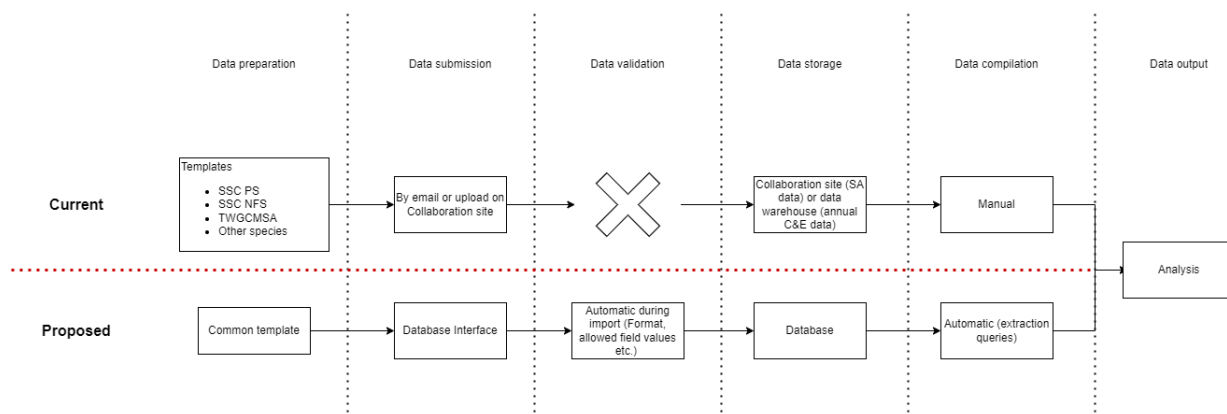 Data preparation
Data submission
Data validation
Data storage
Data compilation
Data output
Current
Templates
SSC PS
SSC NFS
TWGCMSA
Other species
By email or upload on
Collaboration site
Collaboration site (SA
data) or data
warehouse (annual
C&E data)
Manual
Analysis
Proposed
Common template
Database Interface
Automatic during
import (Format,
allowed field values
etc.)
Database
Automatic (extraction
queries)